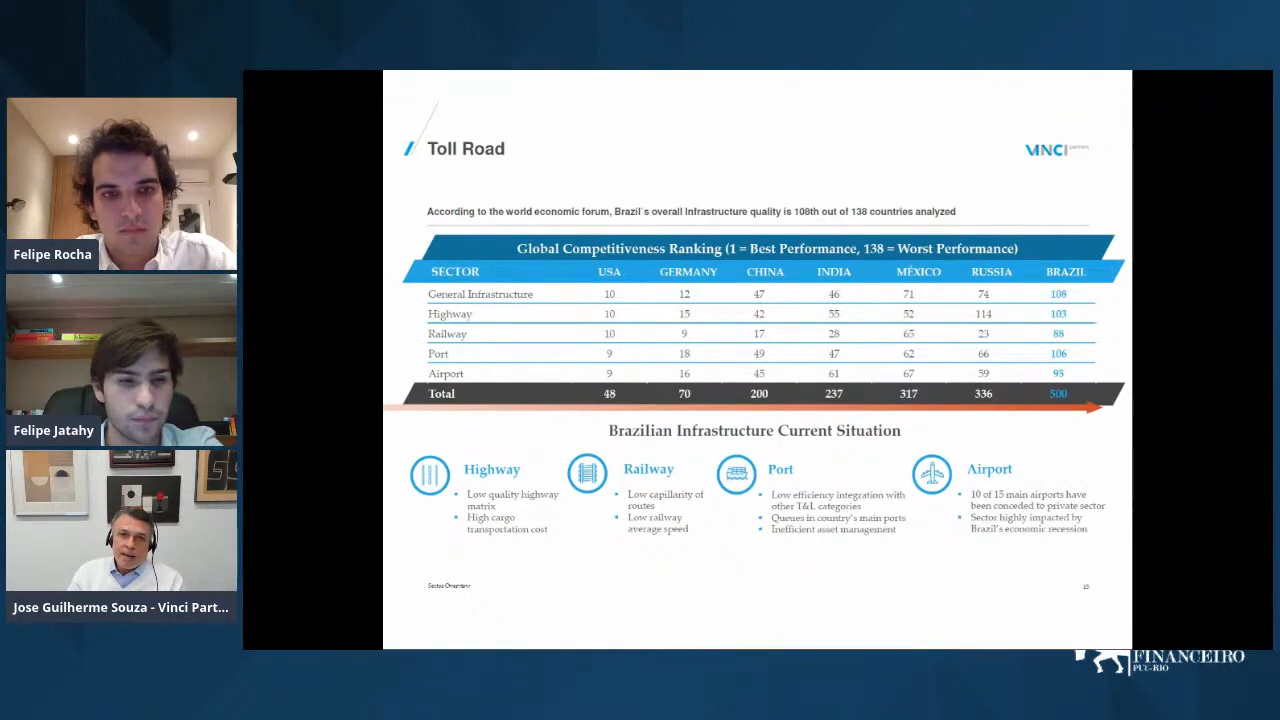 Felipe Rocha
Felipe Jatahy
Jose Guilherme Souza - Vinci Part...
Toll Road
VINCI partners
According to the world economic forum, Brazil's overall Infrastructure quality is 108th out of 138 countries analyzed
Global Competitiveness Ranking (1 = Best Performance, 138 = Worst Performance)
SECTOR USA GERMANY CHINA INDIA MÉXICO RUSSIA BRAZIL
General Infrastructure 10 12 47 46 71 74 108
Highway 10 15 42 55 52 114 103
Railway 10 9 17 28 65 23 88
Port 9 18 49 47 62 66 106
Airport 9 16 45 61 67 59 95
Total 48 70 200 237 317 336 500
Brazilian Infrastructure Current Situation
Highway
Low quality highway
matrix
High cargo
transportation cost
Railway
Low capillarity of
routes
Low railway
average speed
Port
Low efficiency integration with
other T&L categories
Queues in country's main ports
Inefficient asset management
Airport
10 of 15 main airports have
been conceded to private sector
Sector highly impacted by
Brazil's economic recession
Sector Overview
FINANCEIRO
PUC-RIO